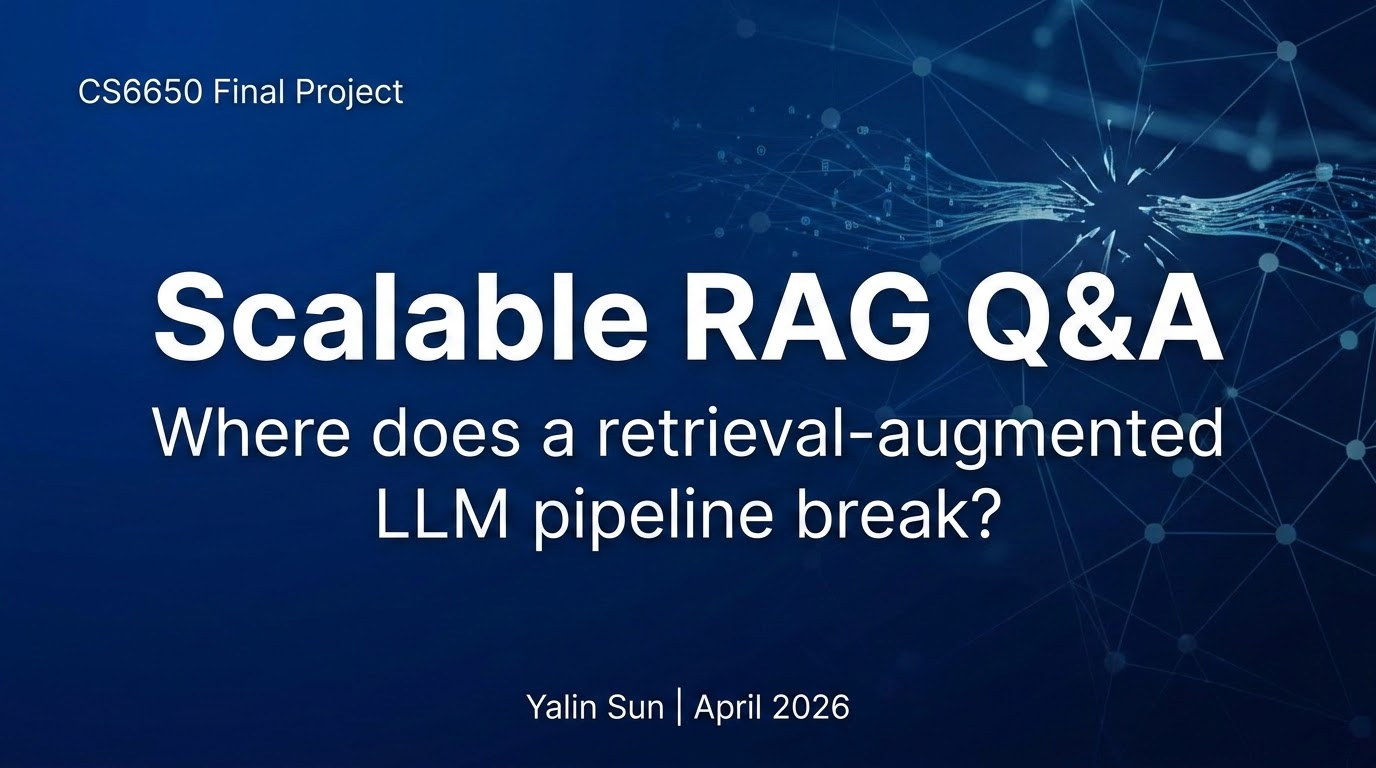 CS6650 Final Project
Scalable RAG Q&A
Where does a retrieval-augmented
LLM pipeline break?
Yalin Sun | April 2026